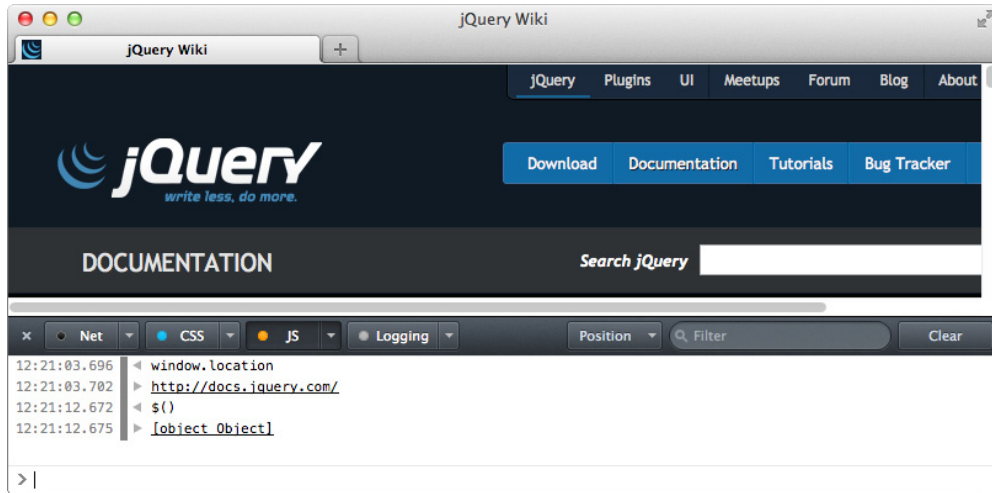 jQuery Wiki
jQuery Wiki
jQuery Plugins UI Meetups Forum Blog About
jQuery
write less, do more.
Download Documentation Tutorials Bug Tracker
DOCUMENTATION Search jQuery
x Net CSS JS Logging Position Filter Clear
12:21:03.696 window.location
12:21:03.702 http://docs.jquery.com/
12:21:12.672 $()
12:21:12.675 [object Object]
>